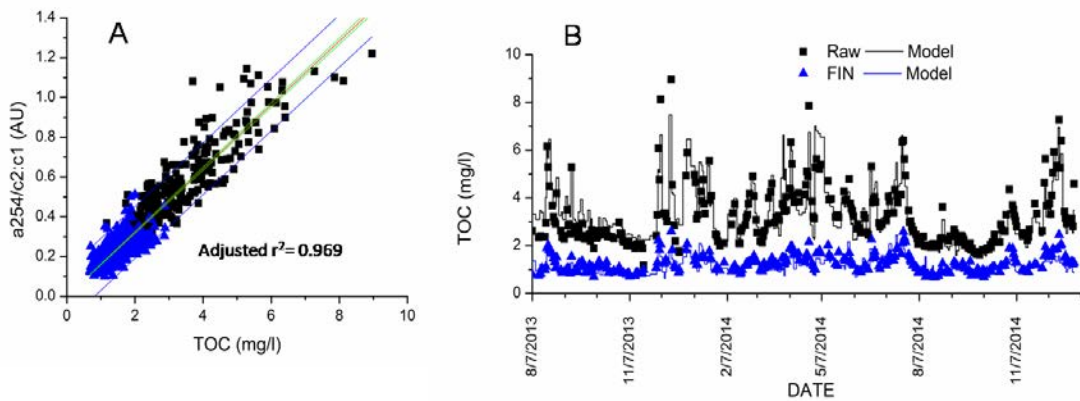 A
1.4
1.2
1.0
0.8
0.6
0.4
0.2
0.0
a254/c2:c1 (AU)
Adjusted r²= 0.969
0
2
4
6
8
10
TOC (mg/l)
B
Raw Model
FIN Model
10
8
6
4
2
0
TOC (mg/l)
8/7/2013
11/7/2013
2/7/2014
5/7/2014
8/7/2014
11/7/2014
DATE